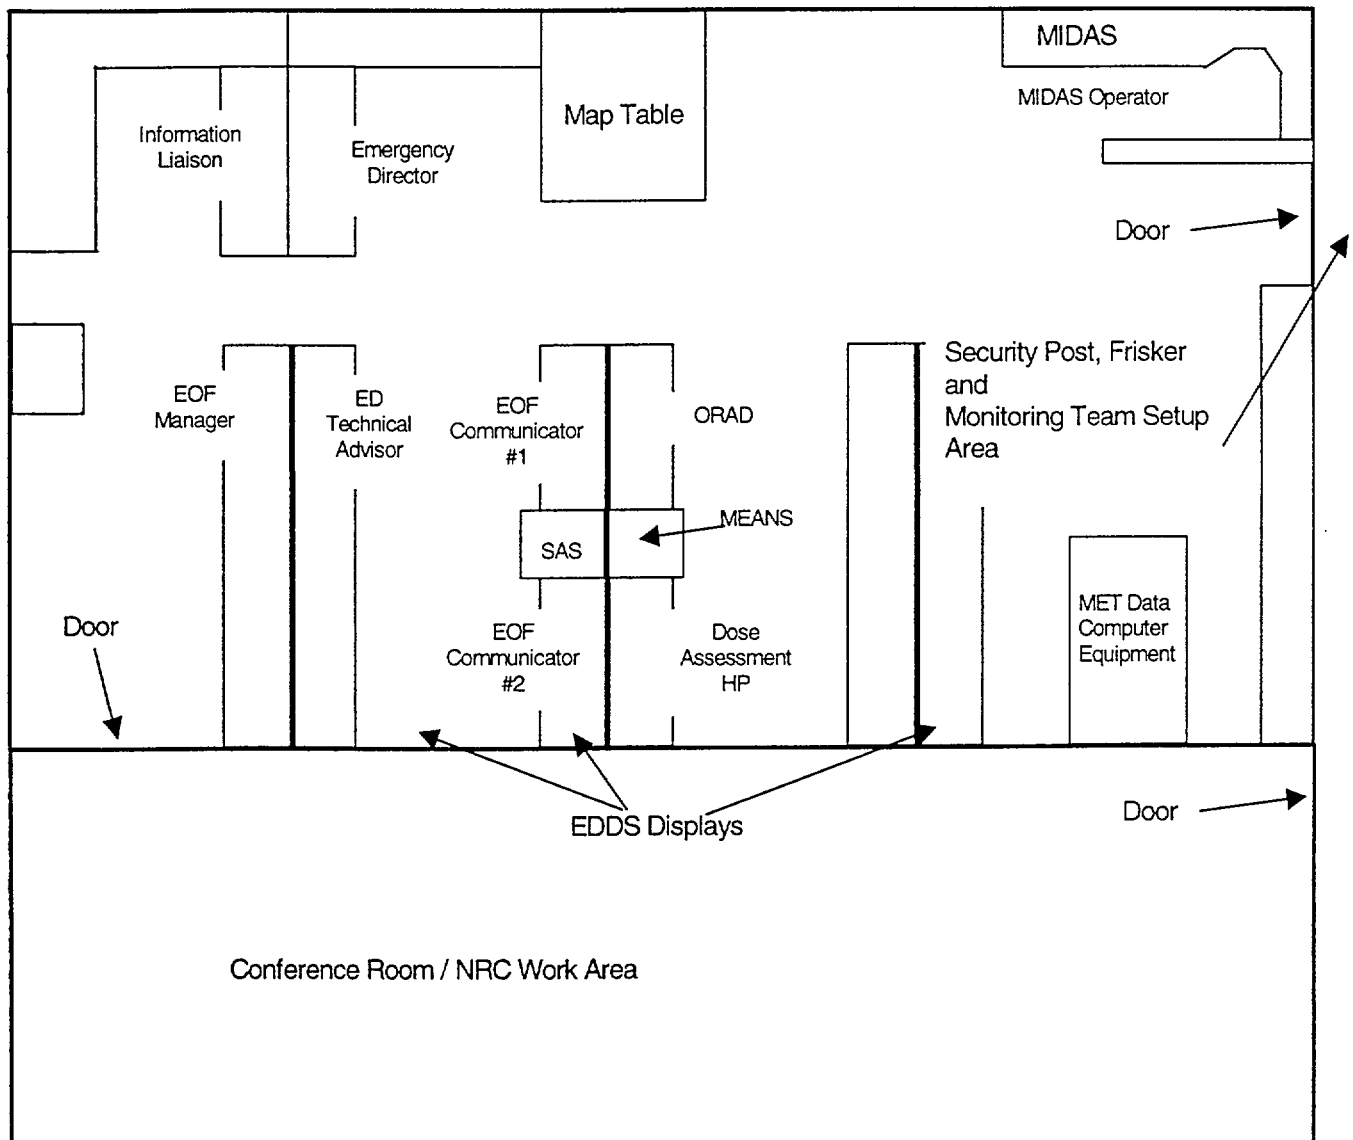 MIDAS
MIDAS Operator
Map Table
Information
Liaison
Emergency
Director
Door
Security Post, Frisker
and
Monitoring Team Setup
Area
EOF
Manager
ED
Technical
Advisor
EOF
Communicator
#1
ORAD
MEANS
SAS
MET Data
Computer
Equipment
Door
EOF
Communicator
#2
Dose
Assessment
HP
EDDS Displays
Door
Conference Room / NRC Work Area